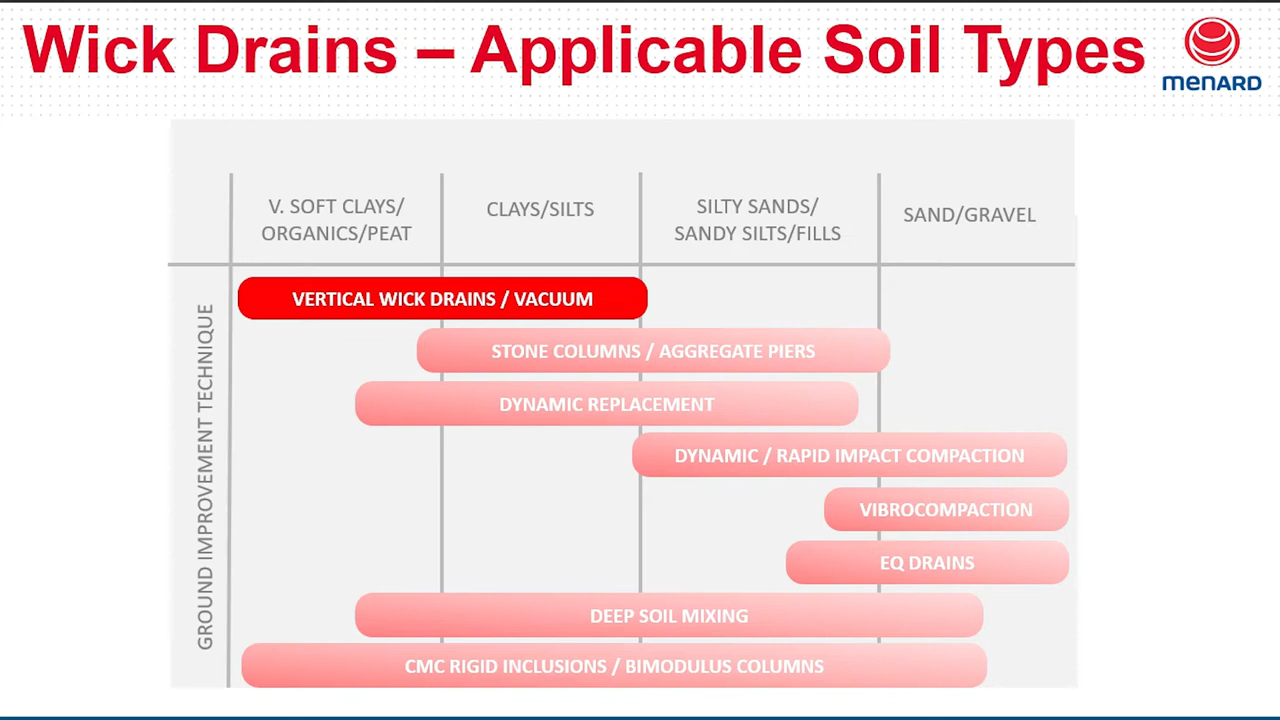 Wick Drains – Applicable Soil Types
MENARD
V. SOFT CLAYS/
ORGANICS/PEAT
CLAYS/SILTS
SILTY SANDS/
SANDY SILTS/FILLS
SAND/GRAVEL
GROUND IMPROVEMENT TECHNIQUE
VERTICAL WICK DRAINS / VACUUM
STONE COLUMNS / AGGREGATE PIERS
DYNAMIC REPLACEMENT
DYNAMIC / RAPID IMPACT COMPACTION
VIBROCOMPACTION
EQ DRAINS
DEEP SOIL MIXING
CMC RIGID INCLUSIONS / BIMODULUS COLUMNS